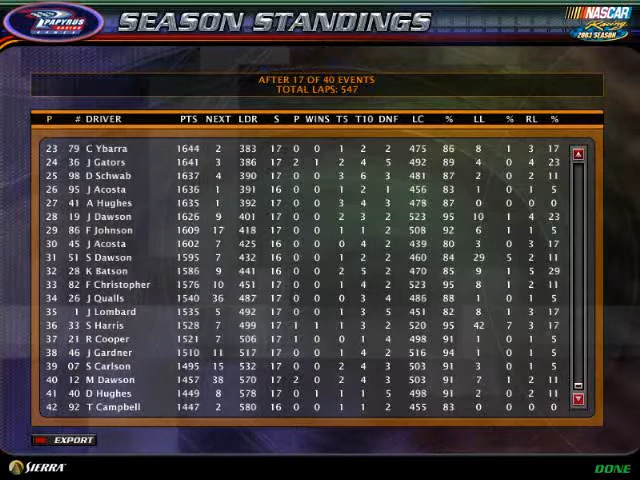 PAPYRUS
RACING
GAMES
SEASON STANDINGS
NASCAR
Racing
2003 SEASON
AFTER 17 OF 40 EVENTS
TOTAL LAPS: 547
P # DRIVER PTS NEXT LDR S P WINS T5 T10 DNF LC % LL % RL %
23 79 C Ybarra 1644 2 383 17 0 0 1 2 2 475 86 8 1 3 17
24 36 J Gators 1641 3 386 17 2 1 2 4 5 492 89 4 0 4 23
25 98 D Schwab 1637 4 390 17 0 0 3 6 3 481 87 2 0 2 11
26 95 J Acosta 1636 1 391 16 0 0 1 2 1 456 83 1 0 1 5
27 41 A Hughes 1635 1 392 17 0 0 3 4 3 478 87 0 0 0 0
28 19 J Dawson 1626 9 401 17 0 0 2 3 2 523 95 10 1 4 23
29 86 F Johnson 1609 17 418 17 0 0 1 1 2 508 92 6 1 1 5
30 45 J Acosta 1602 7 425 16 0 0 0 4 2 439 80 3 0 3 17
31 51 S Dawson 1595 7 432 16 0 0 1 2 2 460 84 29 5 2 11
32 28 K Batson 1586 9 441 16 0 0 2 5 2 470 85 9 1 5 29
33 82 F Christopher 1576 10 451 17 0 0 1 4 2 523 95 8 1 2 11
34 26 J Qualls 1540 36 487 17 0 0 0 3 4 486 88 1 0 1 5
35 1 J Lombard 1535 5 492 17 0 0 1 3 5 451 82 8 1 3 17
36 33 S Harris 1528 7 499 17 1 1 1 3 2 520 95 42 7 3 17
37 21 R Cooper 1521 7 506 17 1 0 0 1 4 498 91 1 0 1 5
38 46 J Gardner 1510 11 517 17 0 0 1 2 4 516 94 1 0 1 5
39 07 S Carlson 1495 15 532 17 0 0 2 4 3 503 91 3 0 1 5
40 12 M Dawson 1457 38 570 17 2 0 2 4 3 503 91 7 1 2 11
41 40 D Hughes 1449 8 578 17 0 1 1 1 5 498 91 2 0 2 11
42 92 T Campbell 1447 2 580 16 0 0 1 1 2 455 83 0 0 0 0
EXPORT
SIERRA
DONE